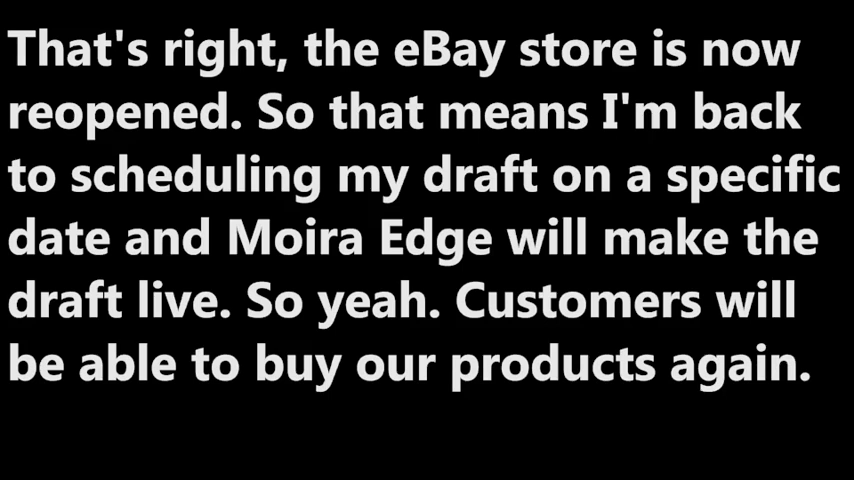 That's right, the eBay store is now
reopened. So that means I'm back
to scheduling my draft on a specific
date and Moira Edge will make the
draft live. So yeah. Customers will
be able to buy our products again.